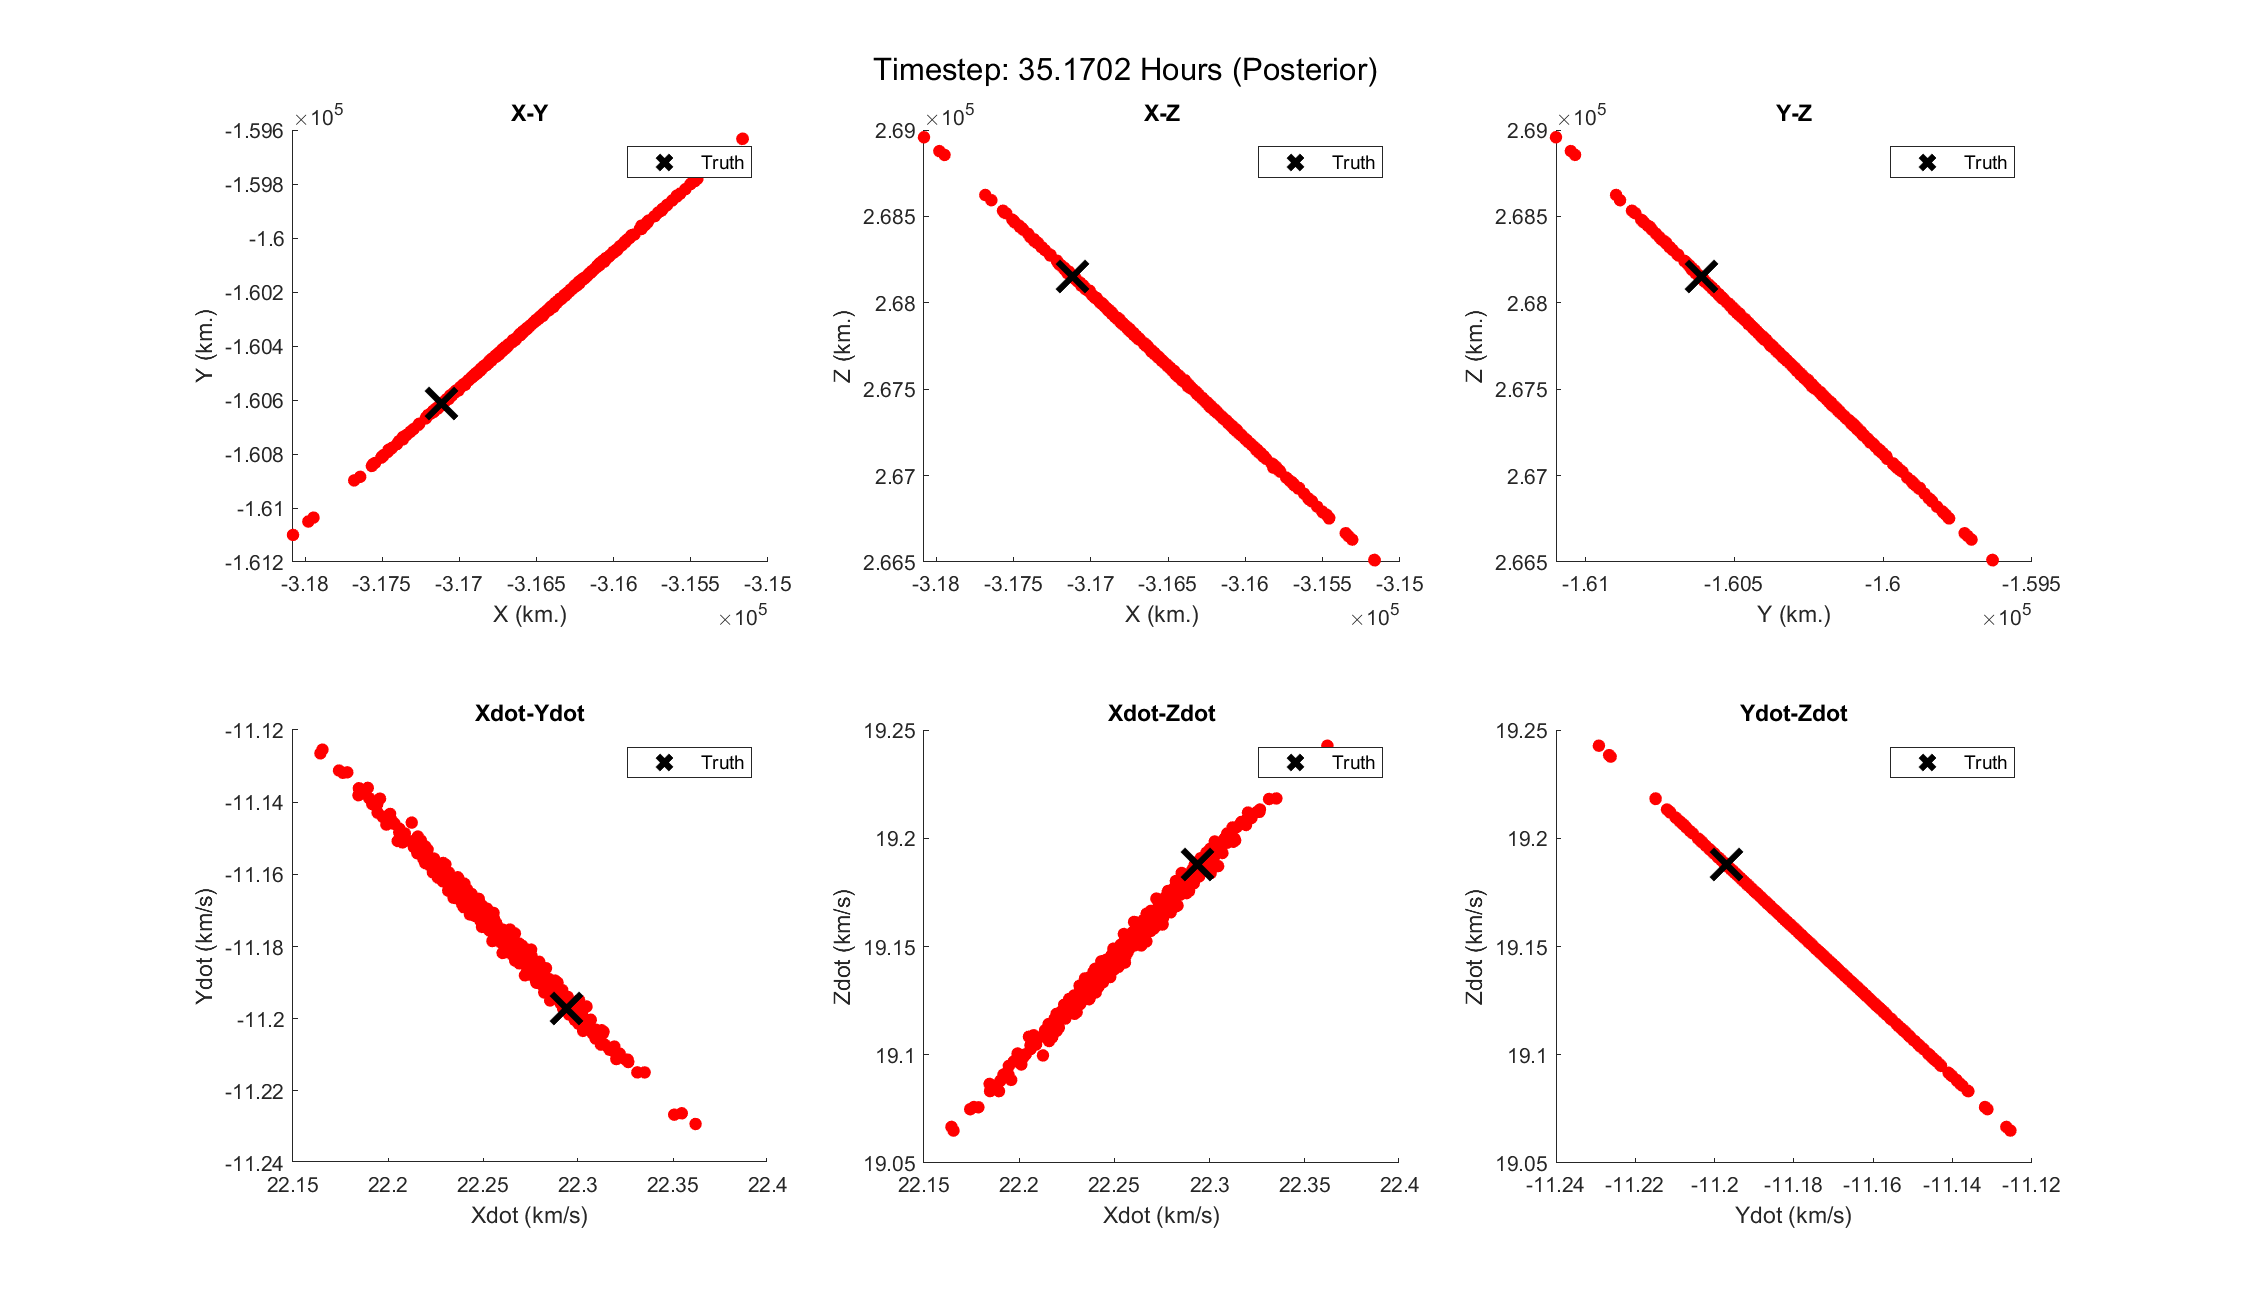 Timestep: 35.1702 Hours (Posterior)
X-Y
×10^5
-1.596
-1.598
-1.6
-1.602
-1.604
-1.606
-1.608
-1.61
-1.612
Y (km.)
Truth
-3.18 -3.175 -3.17 -3.165 -3.16 -3.155 -3.15
X (km.)
×10^5
X-Z
×10^5
2.69
2.685
2.68
2.675
2.67
2.665
Z (km.)
Truth
-3.18 -3.175 -3.17 -3.165 -3.16 -3.155 -3.15
X (km.)
×10^5
Y-Z
×10^5
2.69
2.685
2.68
2.675
2.67
2.665
Z (km.)
Truth
-1.61 -1.605 -1.6 -1.595
Y (km.)
×10^5
Xdot-Ydot
-11.12
-11.14
-11.16
-11.18
-11.2
-11.22
-11.24
Ydot (km/s)
Truth
22.15 22.2 22.25 22.3 22.35 22.4
Xdot (km/s)
Xdot-Zdot
19.25
19.2
19.15
19.1
19.05
Zdot (km/s)
Truth
22.15 22.2 22.25 22.3 22.35 22.4
Xdot (km/s)
Ydot-Zdot
19.25
19.2
19.15
19.1
19.05
Zdot (km/s)
Truth
-11.24 -11.22 -11.2 -11.18 -11.16 -11.14 -11.12
Ydot (km/s)